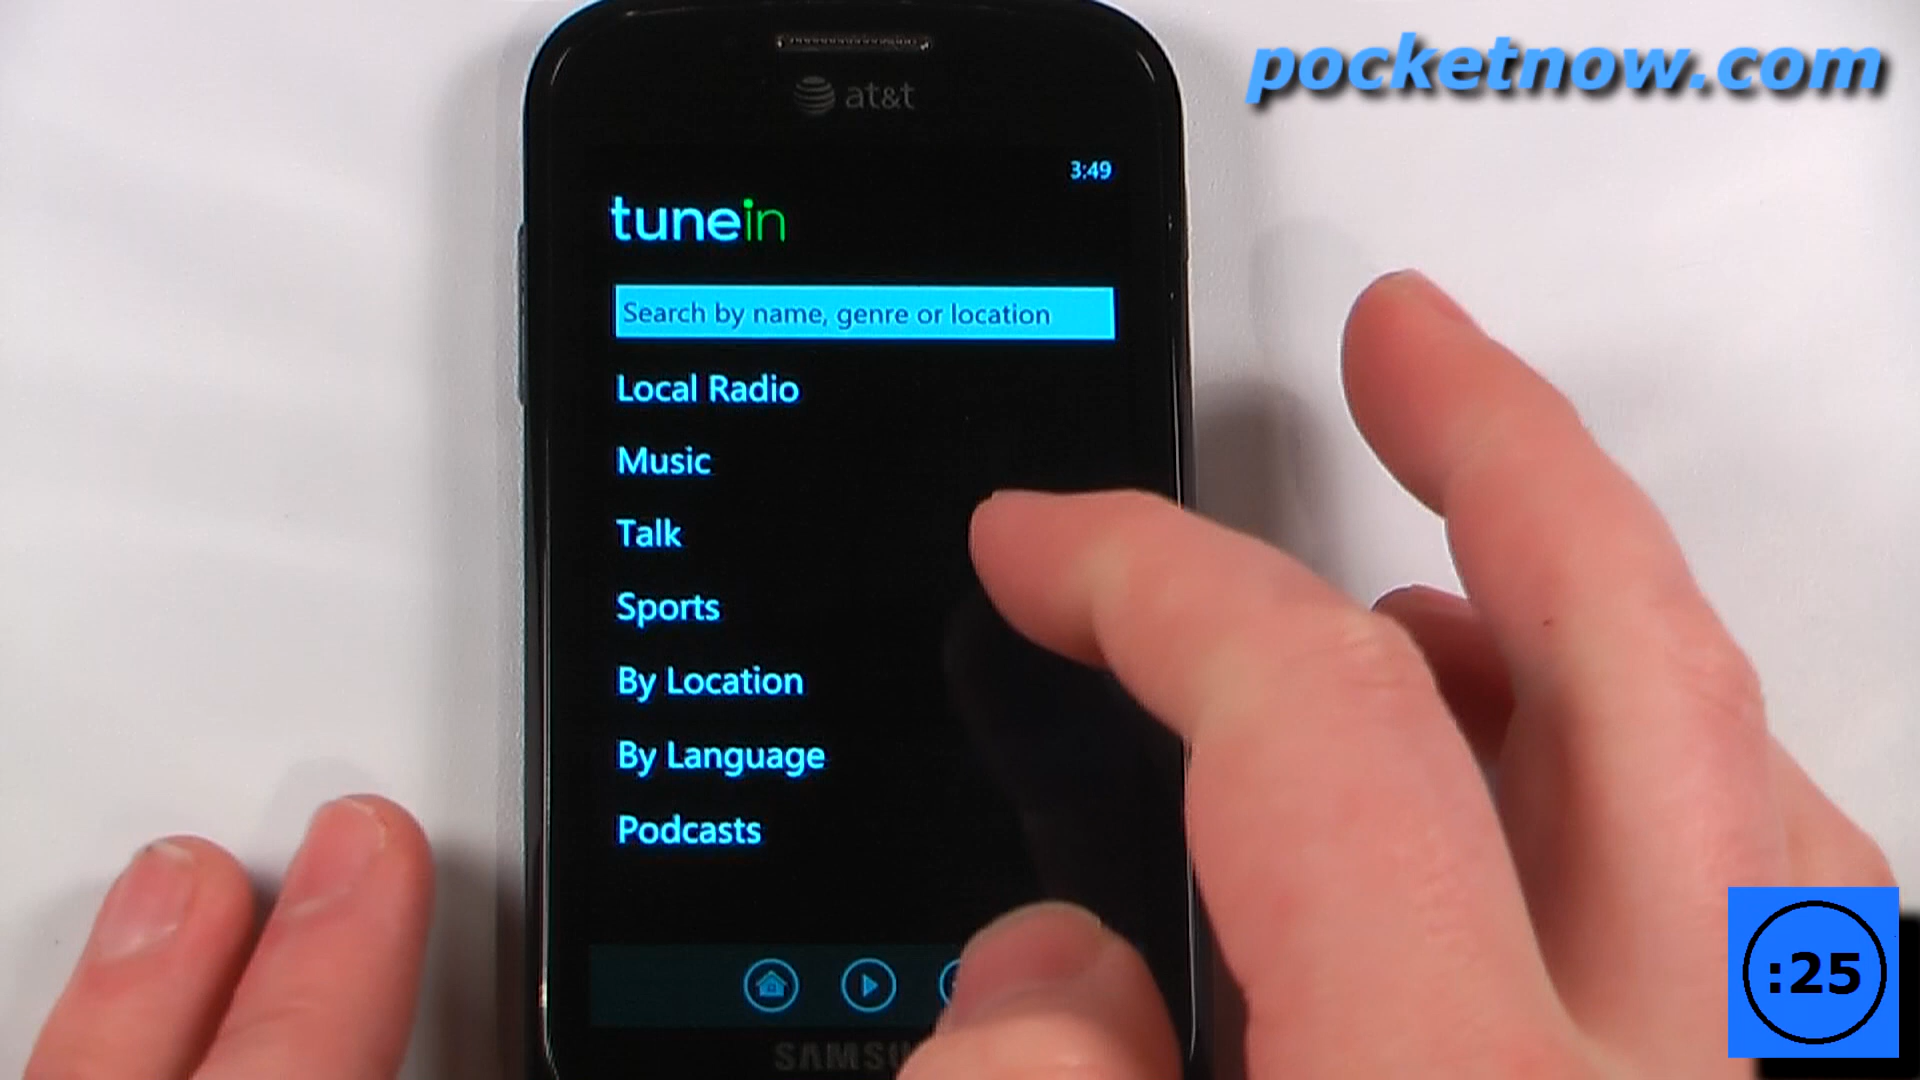 pocketnow.com
at&t
3:49
tunein
Search by name, genre or location
Local Radio
Music
Talk
Sports
By Location
By Language
Podcasts
:25